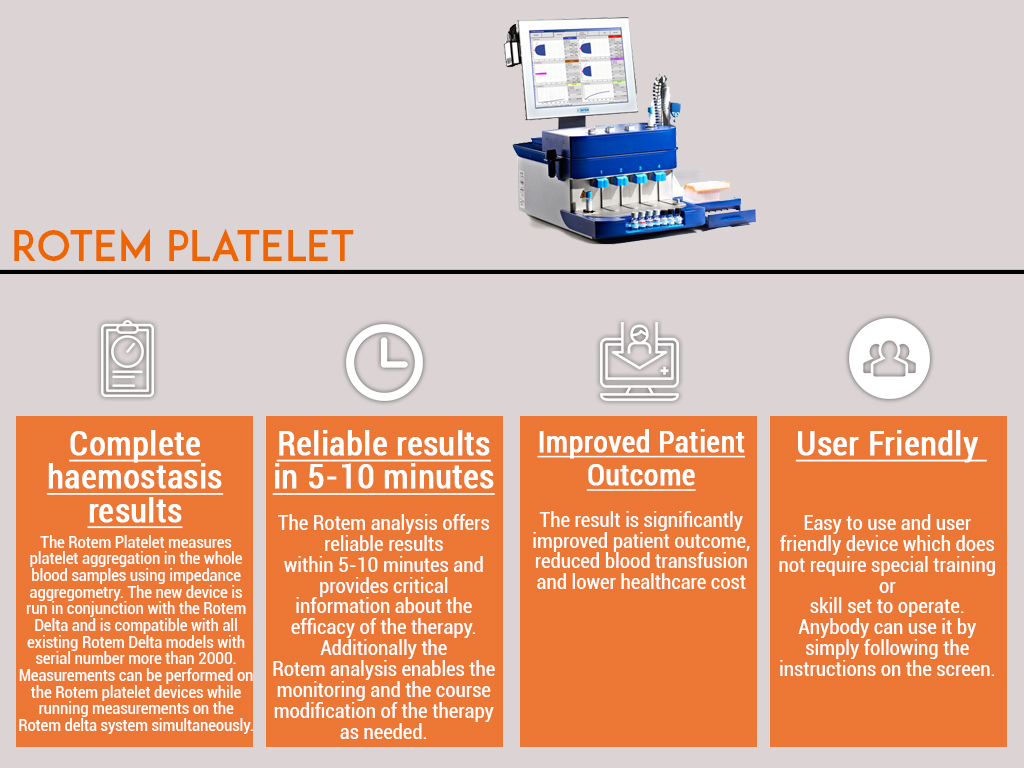 ROTEM PLATELET
Complete
haemostasis
results
The Rotem Platelet measures
platelet aggregation in the whole
blood samples using impedance
aggregometry. The new device is
run in conjunction with the Rotem
Delta and is compatible with all
existing Rotem Delta models with
serial number more than 2000.
Measurements can be performed on
the Rotem platelet devices while
running measurements on the
Rotem delta system simultaneously.
Reliable results
in 5-10 minutes
The Rotem analysis offers
reliable results
within 5-10 minutes and
provides critical
information about the
efficacy of the therapy.
Additionally the
Rotem analysis enables the
monitoring and the course
modification of the therapy
as needed.
Improved Patient
Outcome
The result is significantly
improved patient outcome,
reduced blood transfusion
and lower healthcare cost
User Friendly
Easy to use and user
friendly device which does
not require special training
or
skill set to operate.
Anybody can use it by
simply following the
instructions on the screen.